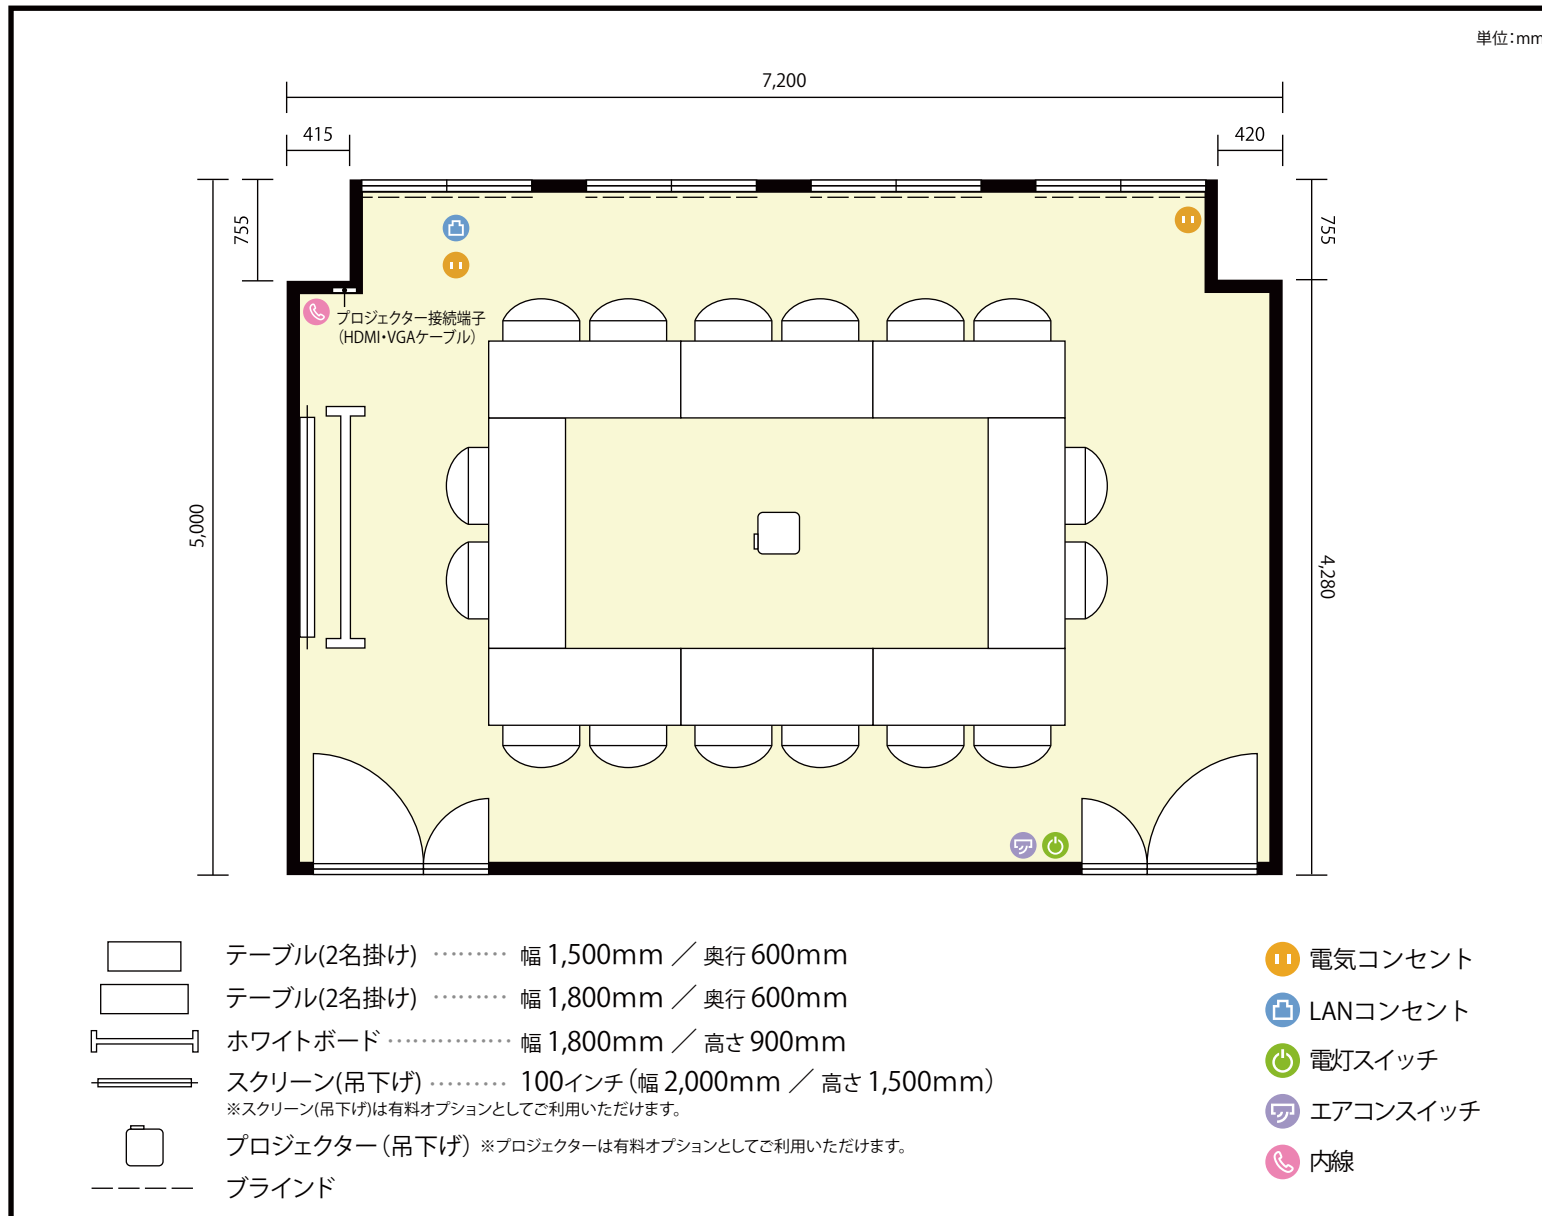 単位：mm
7,200
415
420
755
755
プロジェクター接続端子
（HDMI・VGAケーブル）
5,000
4,280
テーブル(2名掛け) ……… 幅 1,500mm ／ 奥行 600mm
テーブル(2名掛け) ……… 幅 1,800mm ／ 奥行 600mm
ホワイトボード …………… 幅 1,800mm ／ 高さ 900mm
スクリーン(吊下げ) ……… 100インチ（幅 2,000mm ／ 高さ 1,500mm）
※スクリーン(吊下げ)は有料オプションとしてご利用いただけます。
プロジェクター（吊下げ） ※プロジェクターは有料オプションとしてご利用いただけます。
ブラインド
電気コンセント
LANコンセント
電灯スイッチ
エアコンスイッチ
内線